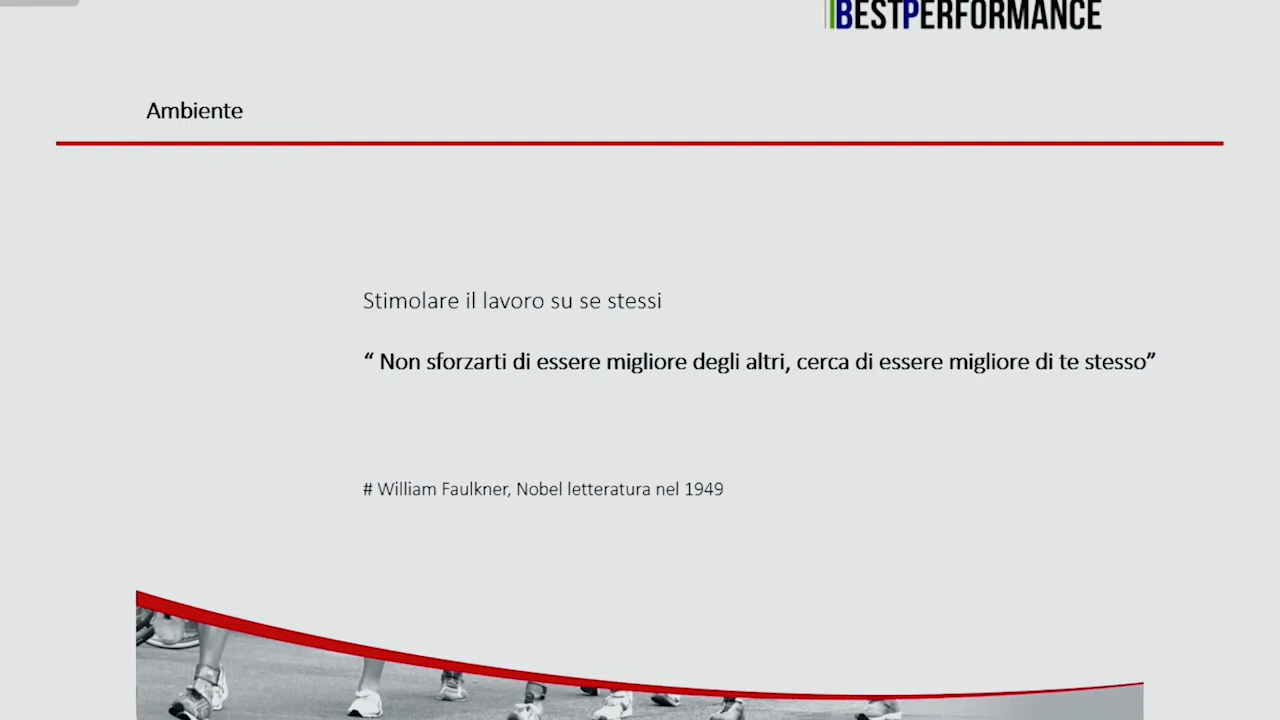 BESTPERFORMANCE
Ambiente
Stimolare il lavoro su se stessi
“ Non sforzarti di essere migliore degli altri, cerca di essere migliore di te stesso”
# William Faulkner, Nobel letteratura nel 1949